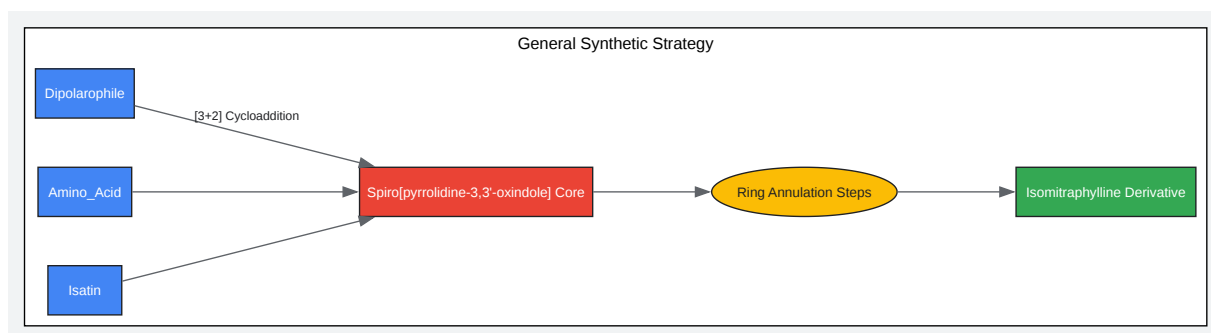 General Synthetic Strategy
Dipolarophile
[3+2] Cycloaddition
Amino_Acid
Spiro[pyrrolidine-3,3'-oxindole] Core
Ring Annulation Steps
Isomitraphylline Derivative
Isatin